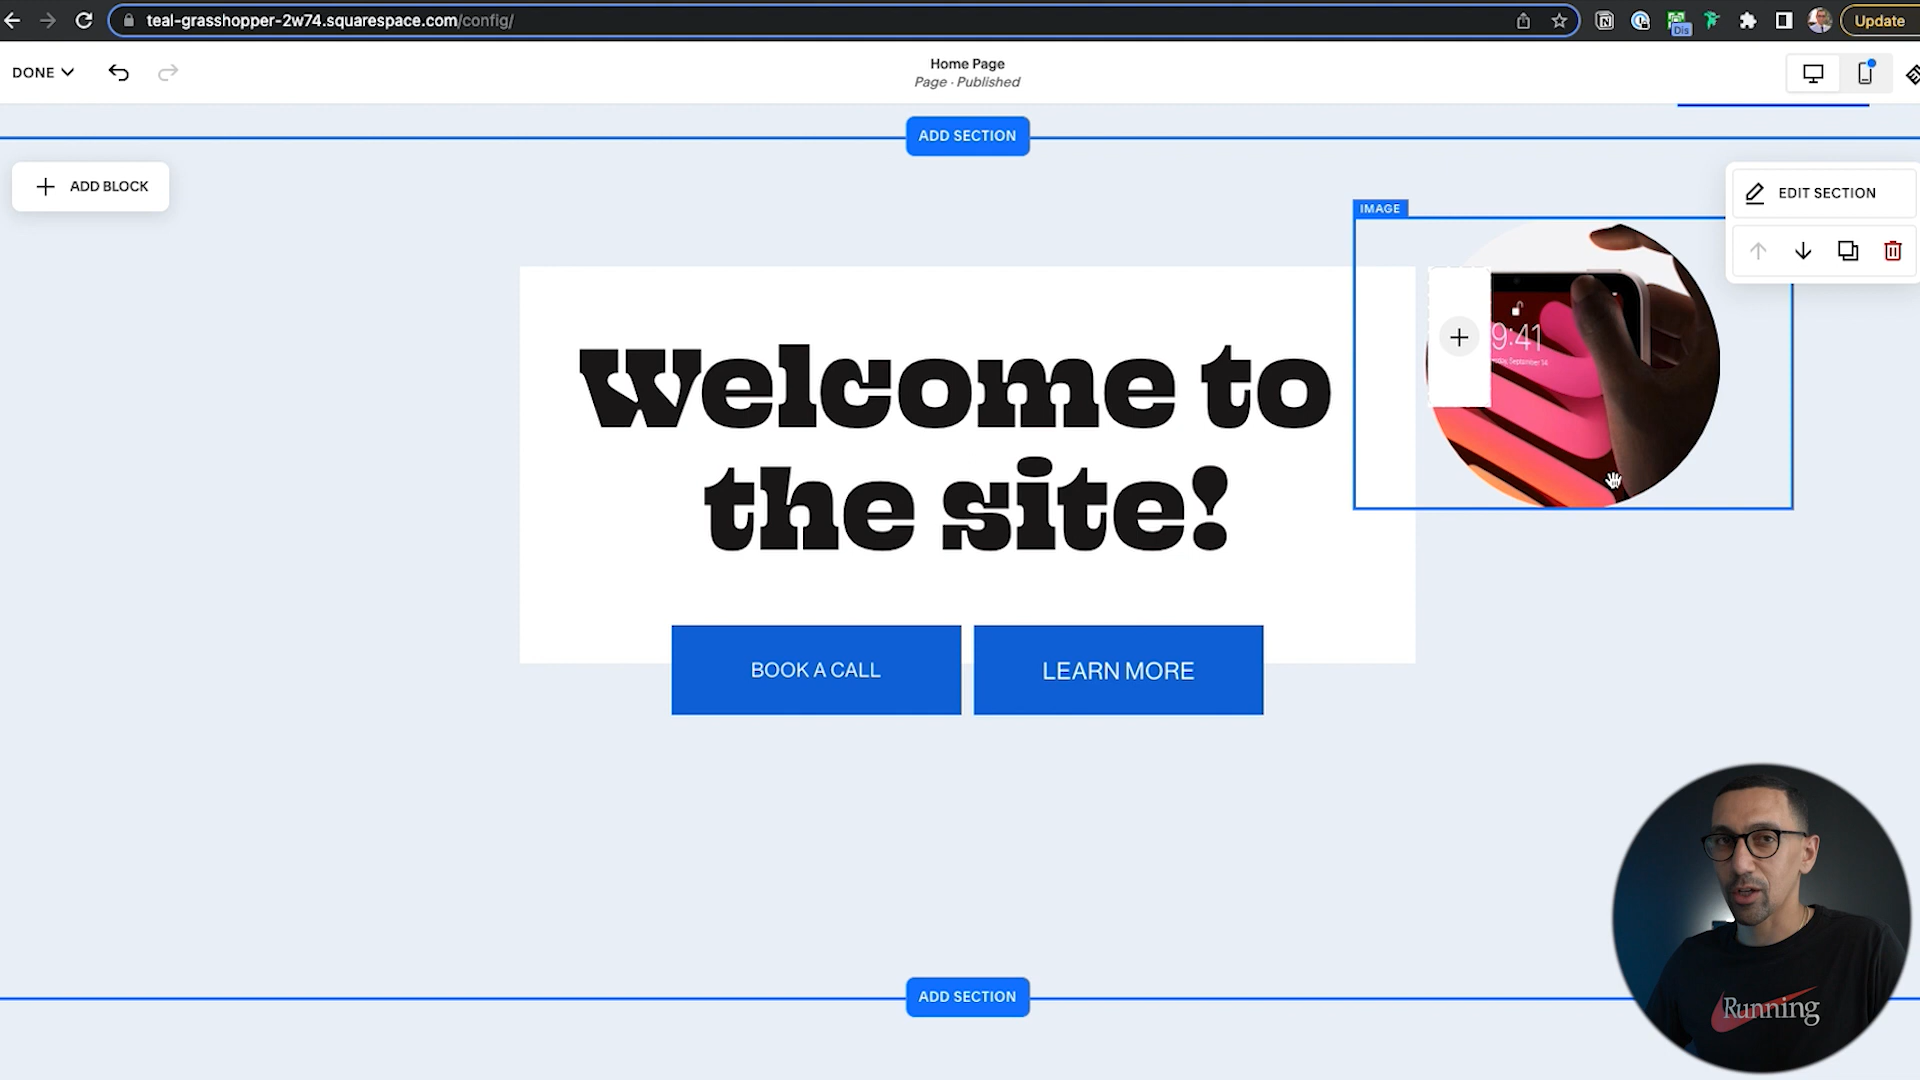 teal-grasshopper-2w74.squarespace.com/config/
Dis
Update
DONE
Home Page
Page · Published
ADD SECTION
ADD BLOCK
EDIT SECTION
IMAGE
9:41
Welcome to
the site!
BOOK A CALL
LEARN MORE
ADD SECTION
Running